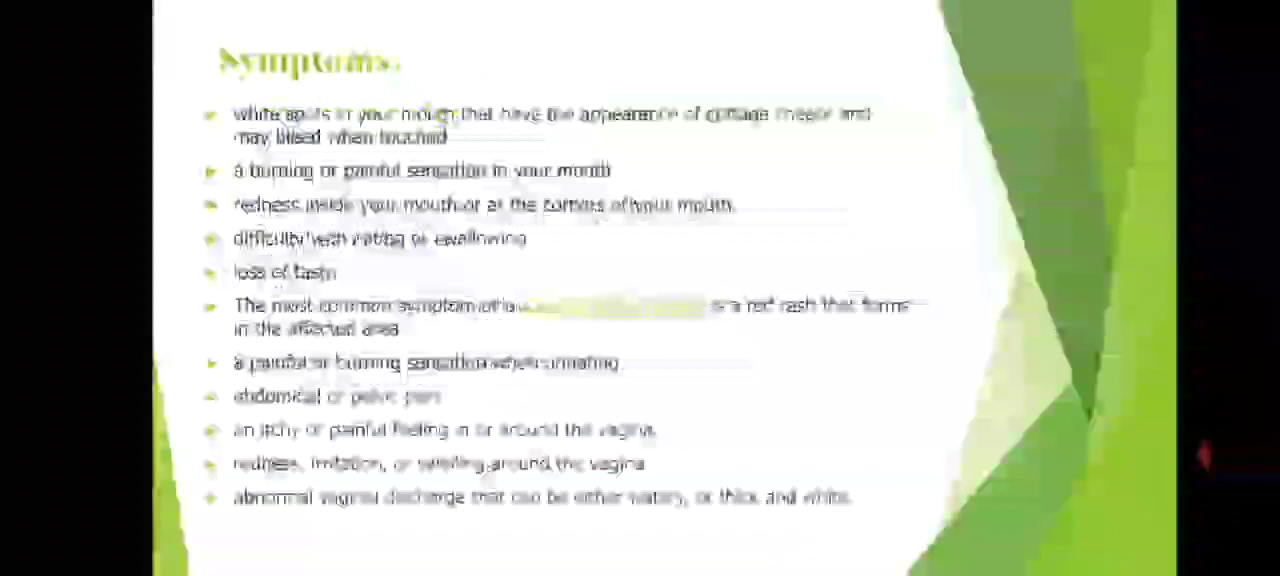 Symptoms:
white spots in your mouth that have the appearance of cottage cheese and
may bleed when touched
a burning or painful sensation in your mouth
redness inside your mouth or at the corners of your mouth.
difficulty with eating or swallowing
loss of taste
The most common symptom of is a red rash that forms
in the affected area
a painful or burning sensation when urinating
abdominal or pelvic pain
an itchy or painful feeling in or around the vagina
redness, irritation, or swelling around the vagina
abnormal vaginal discharge that can be either watery, or thick and white.